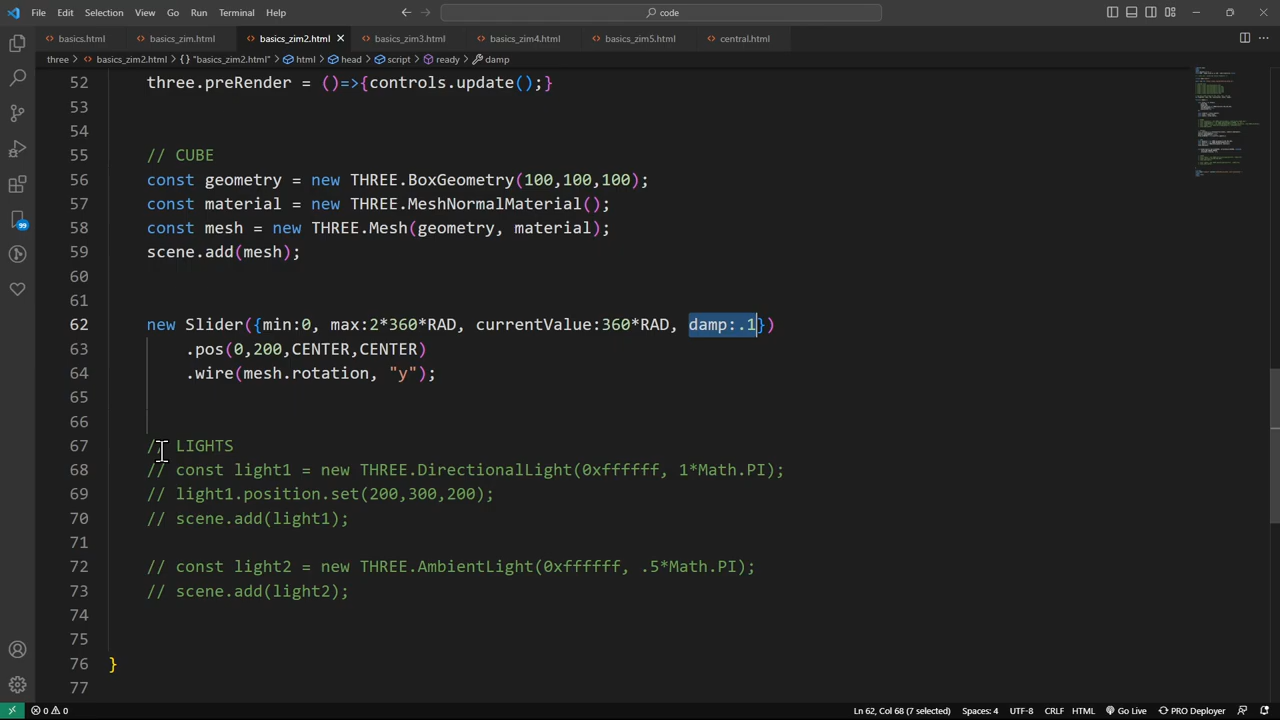 File Edit Selection View Go Run Terminal Help
code
basics.html basics_zim.html basics_zim2.html basics_zim3.html basics_zim4.html basics_zim5.html central.html
three > basics_zim2.html > {} "basics_zim2.html" > html > head > script > ready > damp
52 three.preRender = ()=>{controls.update();}
53
54
55 // CUBE
56 const geometry = new THREE.BoxGeometry(100,100,100);
57 const material = new THREE.MeshNormalMaterial();
58 const mesh = new THREE.Mesh(geometry, material);
59 scene.add(mesh);
60
61
62 new Slider({min:0, max:2*360*RAD, currentValue:360*RAD, damp:.1})
63 .pos(0,200,CENTER,CENTER)
64 .wire(mesh.rotation, "y");
65
66
67 // LIGHTS
68 // const light1 = new THREE.DirectionalLight(0xffffff, 1*Math.PI);
69 // light1.position.set(200,300,200);
70 // scene.add(light1);
71
72 // const light2 = new THREE.AmbientLight(0xffffff, .5*Math.PI);
73 // scene.add(light2);
74
75
76 }
77
99
0 0 Ln 62, Col 68 (7 selected) Spaces: 4 UTF-8 CRLF HTML Go Live PRO Deployer